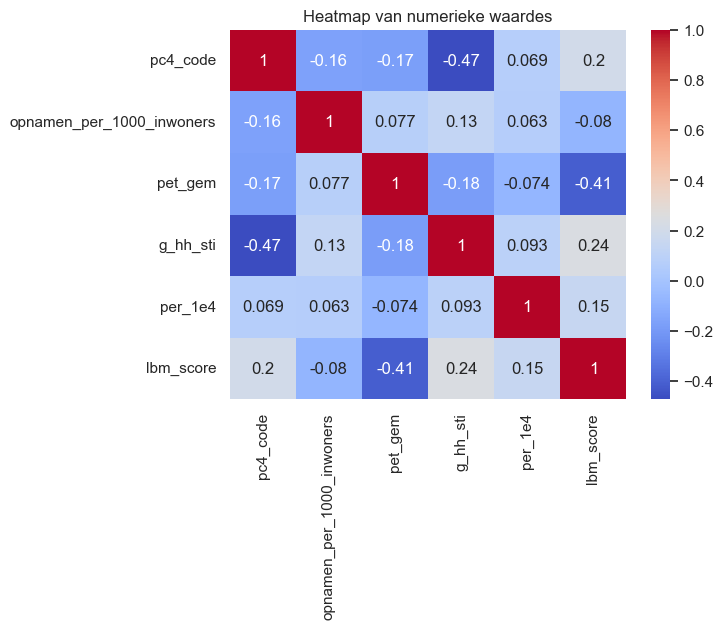 Heatmap van numerieke waardes
pc4_code 1 -0.16 -0.17 -0.47 0.069 0.2
opnamen_per_1000_inwoners -0.16 1 0.077 0.13 0.063 -0.08
pet_gem -0.17 0.077 1 -0.18 -0.074 -0.41
g_hh_sti -0.47 0.13 -0.18 1 0.093 0.24
per_1e4 0.069 0.063 -0.074 0.093 1 0.15
lbm_score 0.2 -0.08 -0.41 0.24 0.15 1
pc4_code
opnamen_per_1000_inwoners
pet_gem
g_hh_sti
per_1e4
lbm_score
1.0
0.8
0.6
0.4
0.2
0.0
−0.2
−0.4